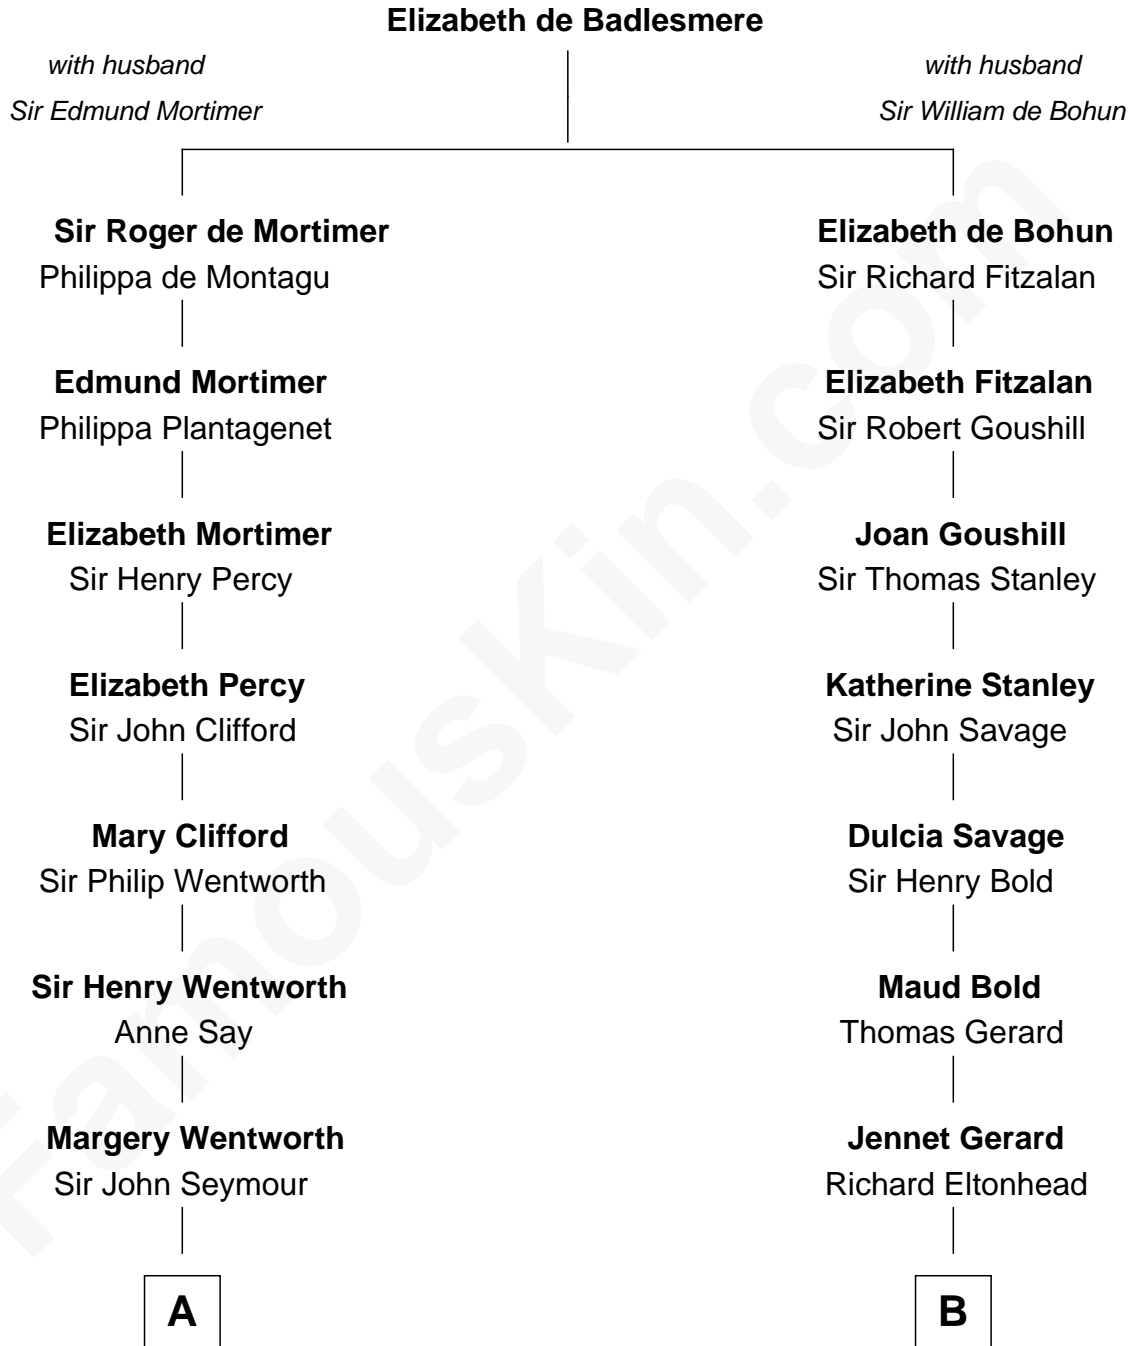 Elizabeth de Badlesmere
with husband
Sir Edmund Mortimer
with husband
Sir William de Bohun
Sir Roger de Mortimer
Philippa de Montagu
Elizabeth de Bohun
Sir Richard Fitzalan
Edmund Mortimer
Philippa Plantagenet
Elizabeth Fitzalan
Sir Robert Goushill
Elizabeth Mortimer
Sir Henry Percy
Joan Goushill
Sir Thomas Stanley
Elizabeth Percy
Sir John Clifford
Katherine Stanley
Sir John Savage
Mary Clifford
Sir Philip Wentworth
Dulcia Savage
Sir Henry Bold
Sir Henry Wentworth
Anne Say
Maud Bold
Thomas Gerard
Margery Wentworth
Sir John Seymour
Jennet Gerard
Richard Eltonhead
A
B
FamousKin.com